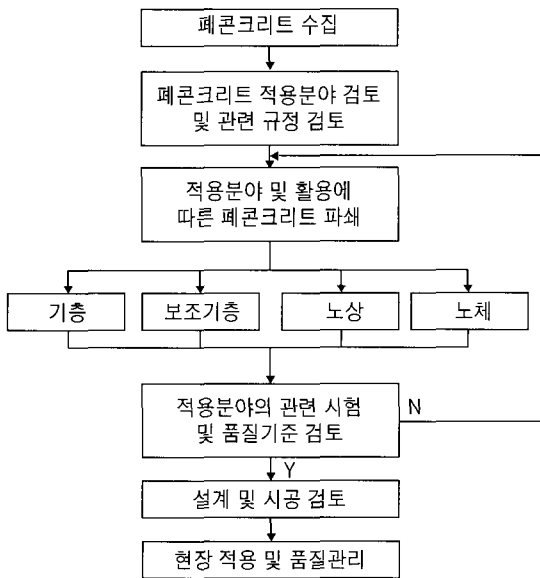 폐콘크리트 수집
폐콘크리트 적용분야 검토
및 관련 규정 검토
적용분야 및 활용에
따른 폐콘크리트 파쇄
기층
보조기층
노상
노체
적용분야의 관련 시험
및 품질기준 검토
N
Y
설계 및 시공 검토
현장 적용 및 품질관리